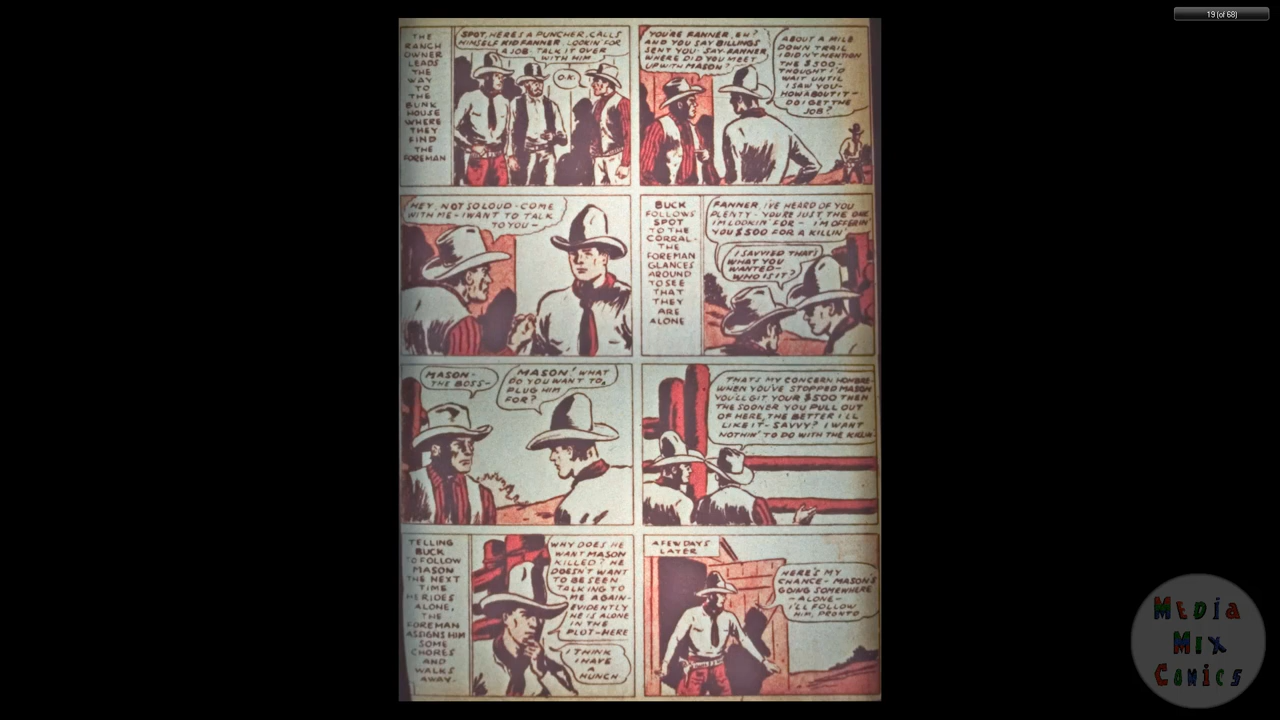 19 (of 68)
THE
RANCH
OWNER
LEADS
THE
WAY
TO
THE
BUNK
HOUSE
WHERE
THEY
FIND
THE
FOREMAN
SPOT, HERE'S A PUNCHER, CALLS
HIMSELF KID FANNER, LOOKIN' FOR
A JOB - TALK IT OVER
WITH HIM
O.K.
YOU'RE FANNER, EH?
AND YOU SAY BILLINGS
SENT YOU - SAY - FANNER
WHERE DID YOU MEET
UP WITH MASON?
ABOUT A MILE
DOWN TRAIL
I DIDN'T MENTION
THE $500 -
THOUGHT I'D
WAIT UNTIL
I SAW YOU -
HOW ABOUT IT -
DO I GET THE
JOB?
HEY, NOT SO LOUD - COME
WITH ME - I WANT TO TALK
TO YOU -
BUCK
FOLLOWS
SPOT
TO THE
CORRAL -
THE
FOREMAN
GLANCES
AROUND
TO SEE
THAT
THEY
ARE
ALONE
FANNER, I'VE HEARD OF YOU
PLENTY - YOU'RE JUST THE ONE
I'M LOOKIN' FOR - I'M OFFERIN'
YOU $500 FOR A KILLIN'
I SAVVIED THAT'S
WHAT YOU
WANTED -
WHO IS IT?
MASON -
THE BOSS -
MASON! WHAT
DO YOU WANT TO
PLUG HIM
FOR?
THAT'S MY CONCERN HOMBRE -
WHEN YOU'VE STOPPED MASON
YOU'LL GIT YOUR $500 THEN
THE SOONER YOU PULL OUT
OF HERE, THE BETTER I'LL
LIKE IT - SAVVY? I WANT
NOTHIN' TO DO WITH THE KILLIN'
TELLING
BUCK
TO FOLLOW
MASON
THE NEXT
TIME
HE RIDES
ALONE,
THE
FOREMAN
ASSIGNS HIM
SOME
CHORES
AND
WALKS
AWAY -
WHY DOES HE
WANT MASON
KILLED? HE
DOESN'T WANT
TO BE SEEN
TALKING TO
ME AGAIN -
EVIDENTLY
HE IS ALONE
IN THE
PLOT - HERE
I THINK
I HAVE
A
HUNCH
A FEW DAYS
LATER
HERE'S MY
CHANCE - MASON'S
GOING SOMEWHERE
- ALONE -
I'LL FOLLOW
HIM, PRONTO
MEDIA
MIX
COMICS